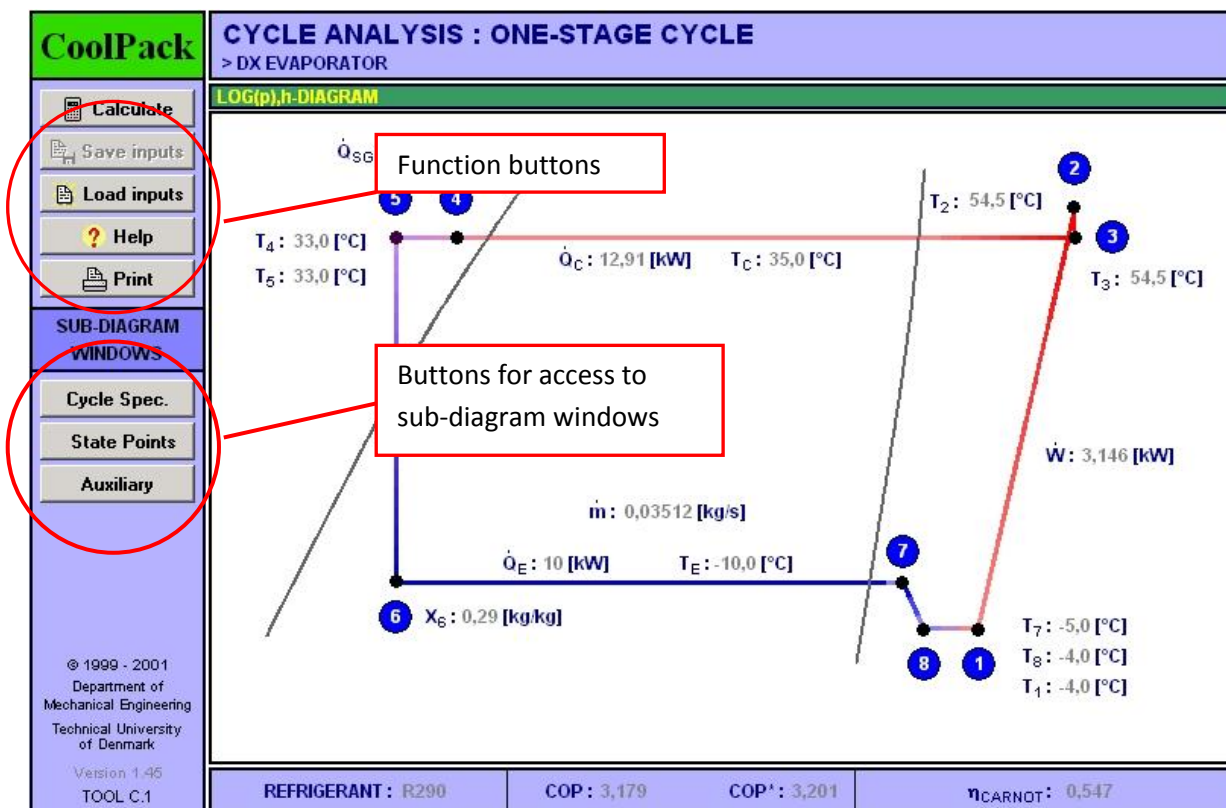 CoolPack
CYCLE ANALYSIS : ONE-STAGE CYCLE
> DX EVAPORATOR
LOG(p),h-DIAGRAM
Calculate
Save inputs
Load inputs
Help
Print
SUB-DIAGRAM
WINDOWS
Cycle Spec.
State Points
Auxiliary
© 1999 - 2001
Department of
Mechanical Engineering
Technical University
of Denmark
Version 1.45
TOOL C.1
Q̇SG
Function buttons
5
4
2
T2 : 54,5 [°C]
3
T4 : 33,0 [°C]
T5 : 33,0 [°C]
Q̇C : 12,91 [kW] TC : 35,0 [°C]
T3 : 54,5 [°C]
Buttons for access to
sub-diagram windows
Ẇ : 3,146 [kW]
ṁ : 0,03512 [kg/s]
7
Q̇E : 10 [kW] TE : -10,0 [°C]
6
X6 : 0,29 [kg/kg]
8
1
T7 : -5,0 [°C]
T8 : -4,0 [°C]
T1 : -4,0 [°C]
REFRIGERANT : R290 COP : 3,179 COP* : 3,201 ηCARNOT : 0,547